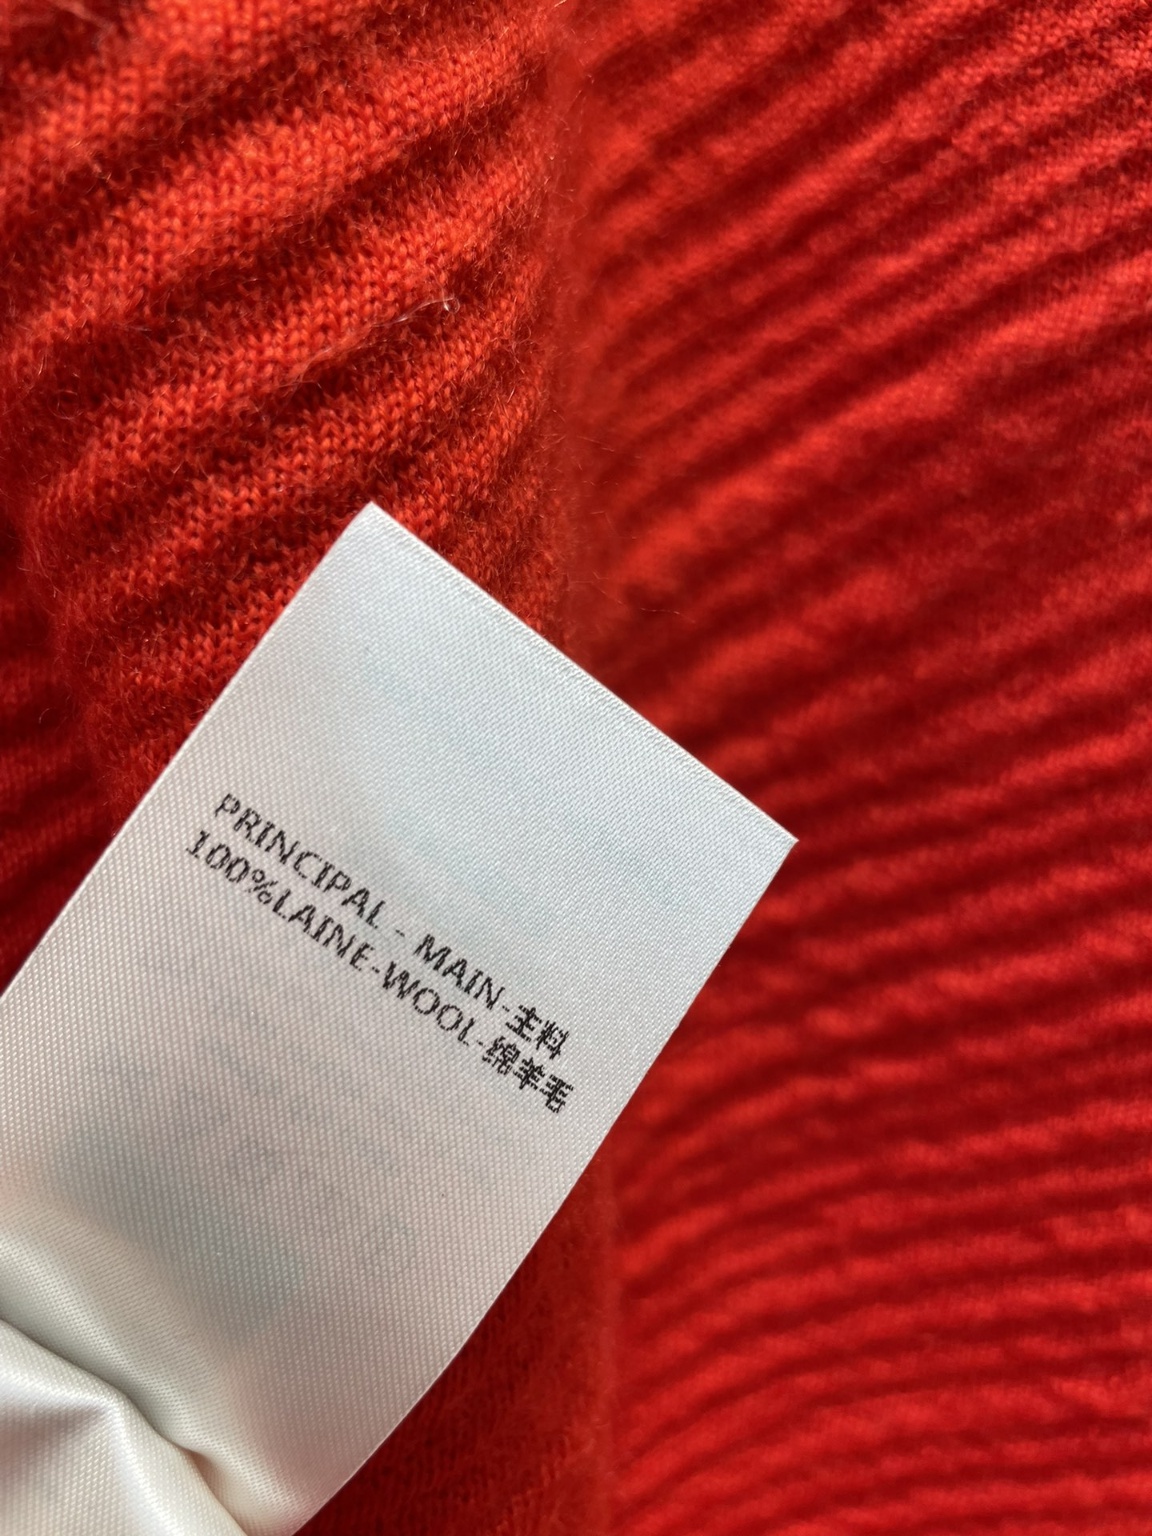 PRINCIPAL - MAIN-主料
100%LAINE-WOOL-绵羊毛